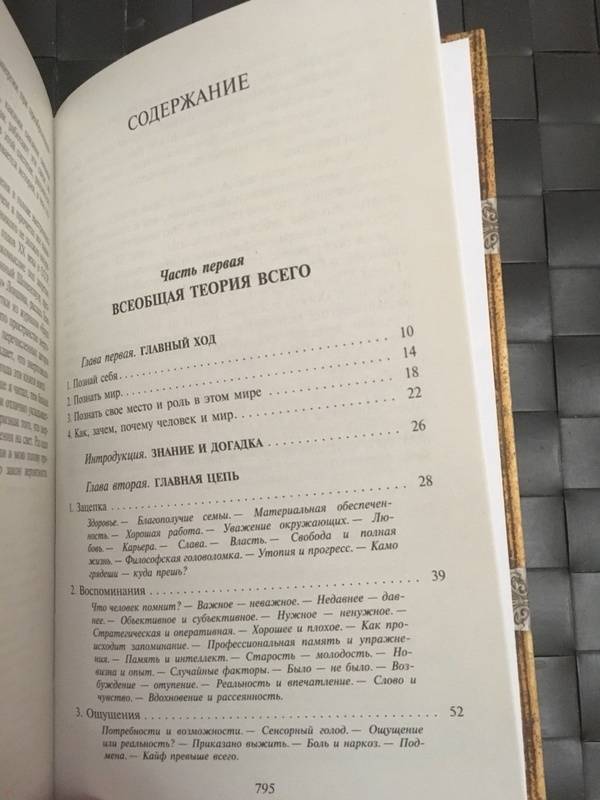 СОДЕРЖАНИЕ
Часть первая
ВСЕОБЩАЯ ТЕОРИЯ ВСЕГО
Глава первая. ГЛАВНЫЙ ХОД
1. Познай себя . . . . . . . . . . . . . . . . . . . . . . . . . . . . . . 10
2. Познать мир. . . . . . . . . . . . . . . . . . . . . . . . . . . . . . 14
3. Познать свое место и роль в этом мире . . . . . . . . . . . . . . . 18
4. Как, зачем, почему человек и мир. . . . . . . . . . . . . . . . . . 22
Интродукция. ЗНАНИЕ И ДОГАДКА . . . . . . . . . . . . . . . . . 26
Глава вторая. ГЛАВНАЯ ЦЕПЬ
1. Зацепка . . . . . . . . . . . . . . . . . . . . . . . . . . . . . . 28
Здоровье. — Благополучие семьи. — Материальная обеспечен-
ность. — Хорошая работа. — Уважение окружающих. — Лю-
бовь. — Карьера. — Слава. — Власть. — Свобода и полная
жизнь. — Философская головоломка. — Утопия и прогресс. — Камо
грядеши — куда прешь?
2. Воспоминания . . . . . . . . . . . . . . . . . . . . . . . . . . . 39
Что человек помнит? — Важное — неважное. — Недавнее — дав-
нее. — Объективное и субъективное. — Нужное — ненужное. —
Стратегическая и оперативная. — Хорошее и плохое. — Как про-
исходит запоминание. — Профессиональная память и упражне-
ния. — Память и интеллект. — Старость — молодость. — Но-
визна и опыт. — Случайные факторы. — Было — не было. — Воз-
буждение — отупение. — Реальность и впечатление. — Слово и
чувство. — Вдохновение и рассеянность.
3. Ощущения . . . . . . . . . . . . . . . . . . . . . . . . . . . . . 52
Потребности и возможности. — Сенсорный голод. — Ощущение
или реальность? — Приказано выжить. — Боль и наркоз. — Под-
мена. — Кайф превыше всего.
795